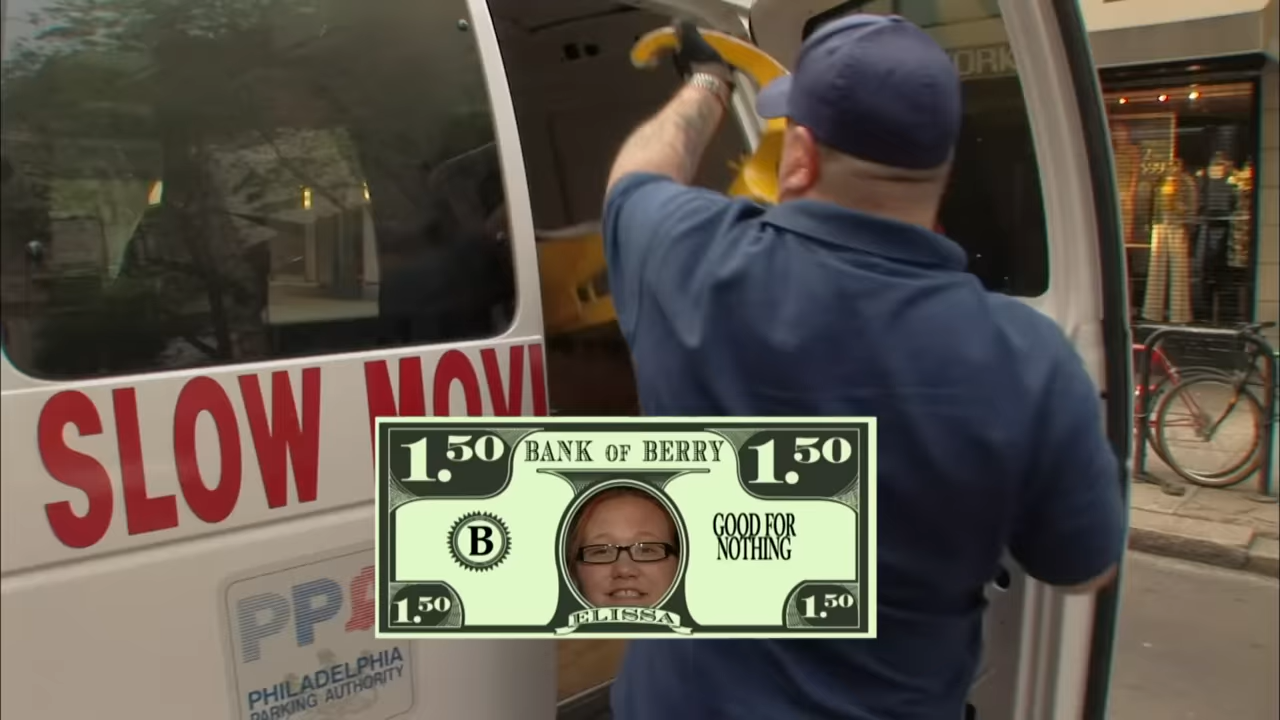 ORK
SLOW MOVI
1.50 BANK OF BERRY 1.50
B
GOOD FOR
NOTHING
1.50 ELISSA 1.50
PPA
PHILADELPHIA
PARKING AUTHORITY